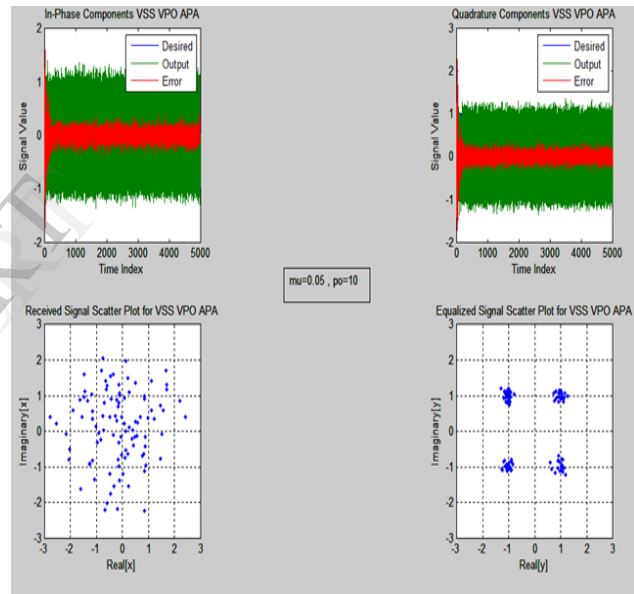 In-Phase Components VSS VPO APA
Signal Value
2
1
0
-1
-2
0 1000 2000 3000 4000 5000
Time Index
Desired
Output
Error
Quadrature Components VSS VPO APA
Signal Value
3
2
1
0
-1
-2
0 1000 2000 3000 4000 5000
Time Index
Desired
Output
Error
mu=0.05 , po=10
Received Signal Scatter Plot for VSS VPO APA
Imaginary[x]
3
2
1
0
-1
-2
-3
-3 -2 -1 0 1 2 3
Real[x]
Equalized Signal Scatter Plot for VSS VPO APA
Imaginary[y]
3
2
1
0
-1
-2
-3
-3 -2 -1 0 1 2 3
Real[y]